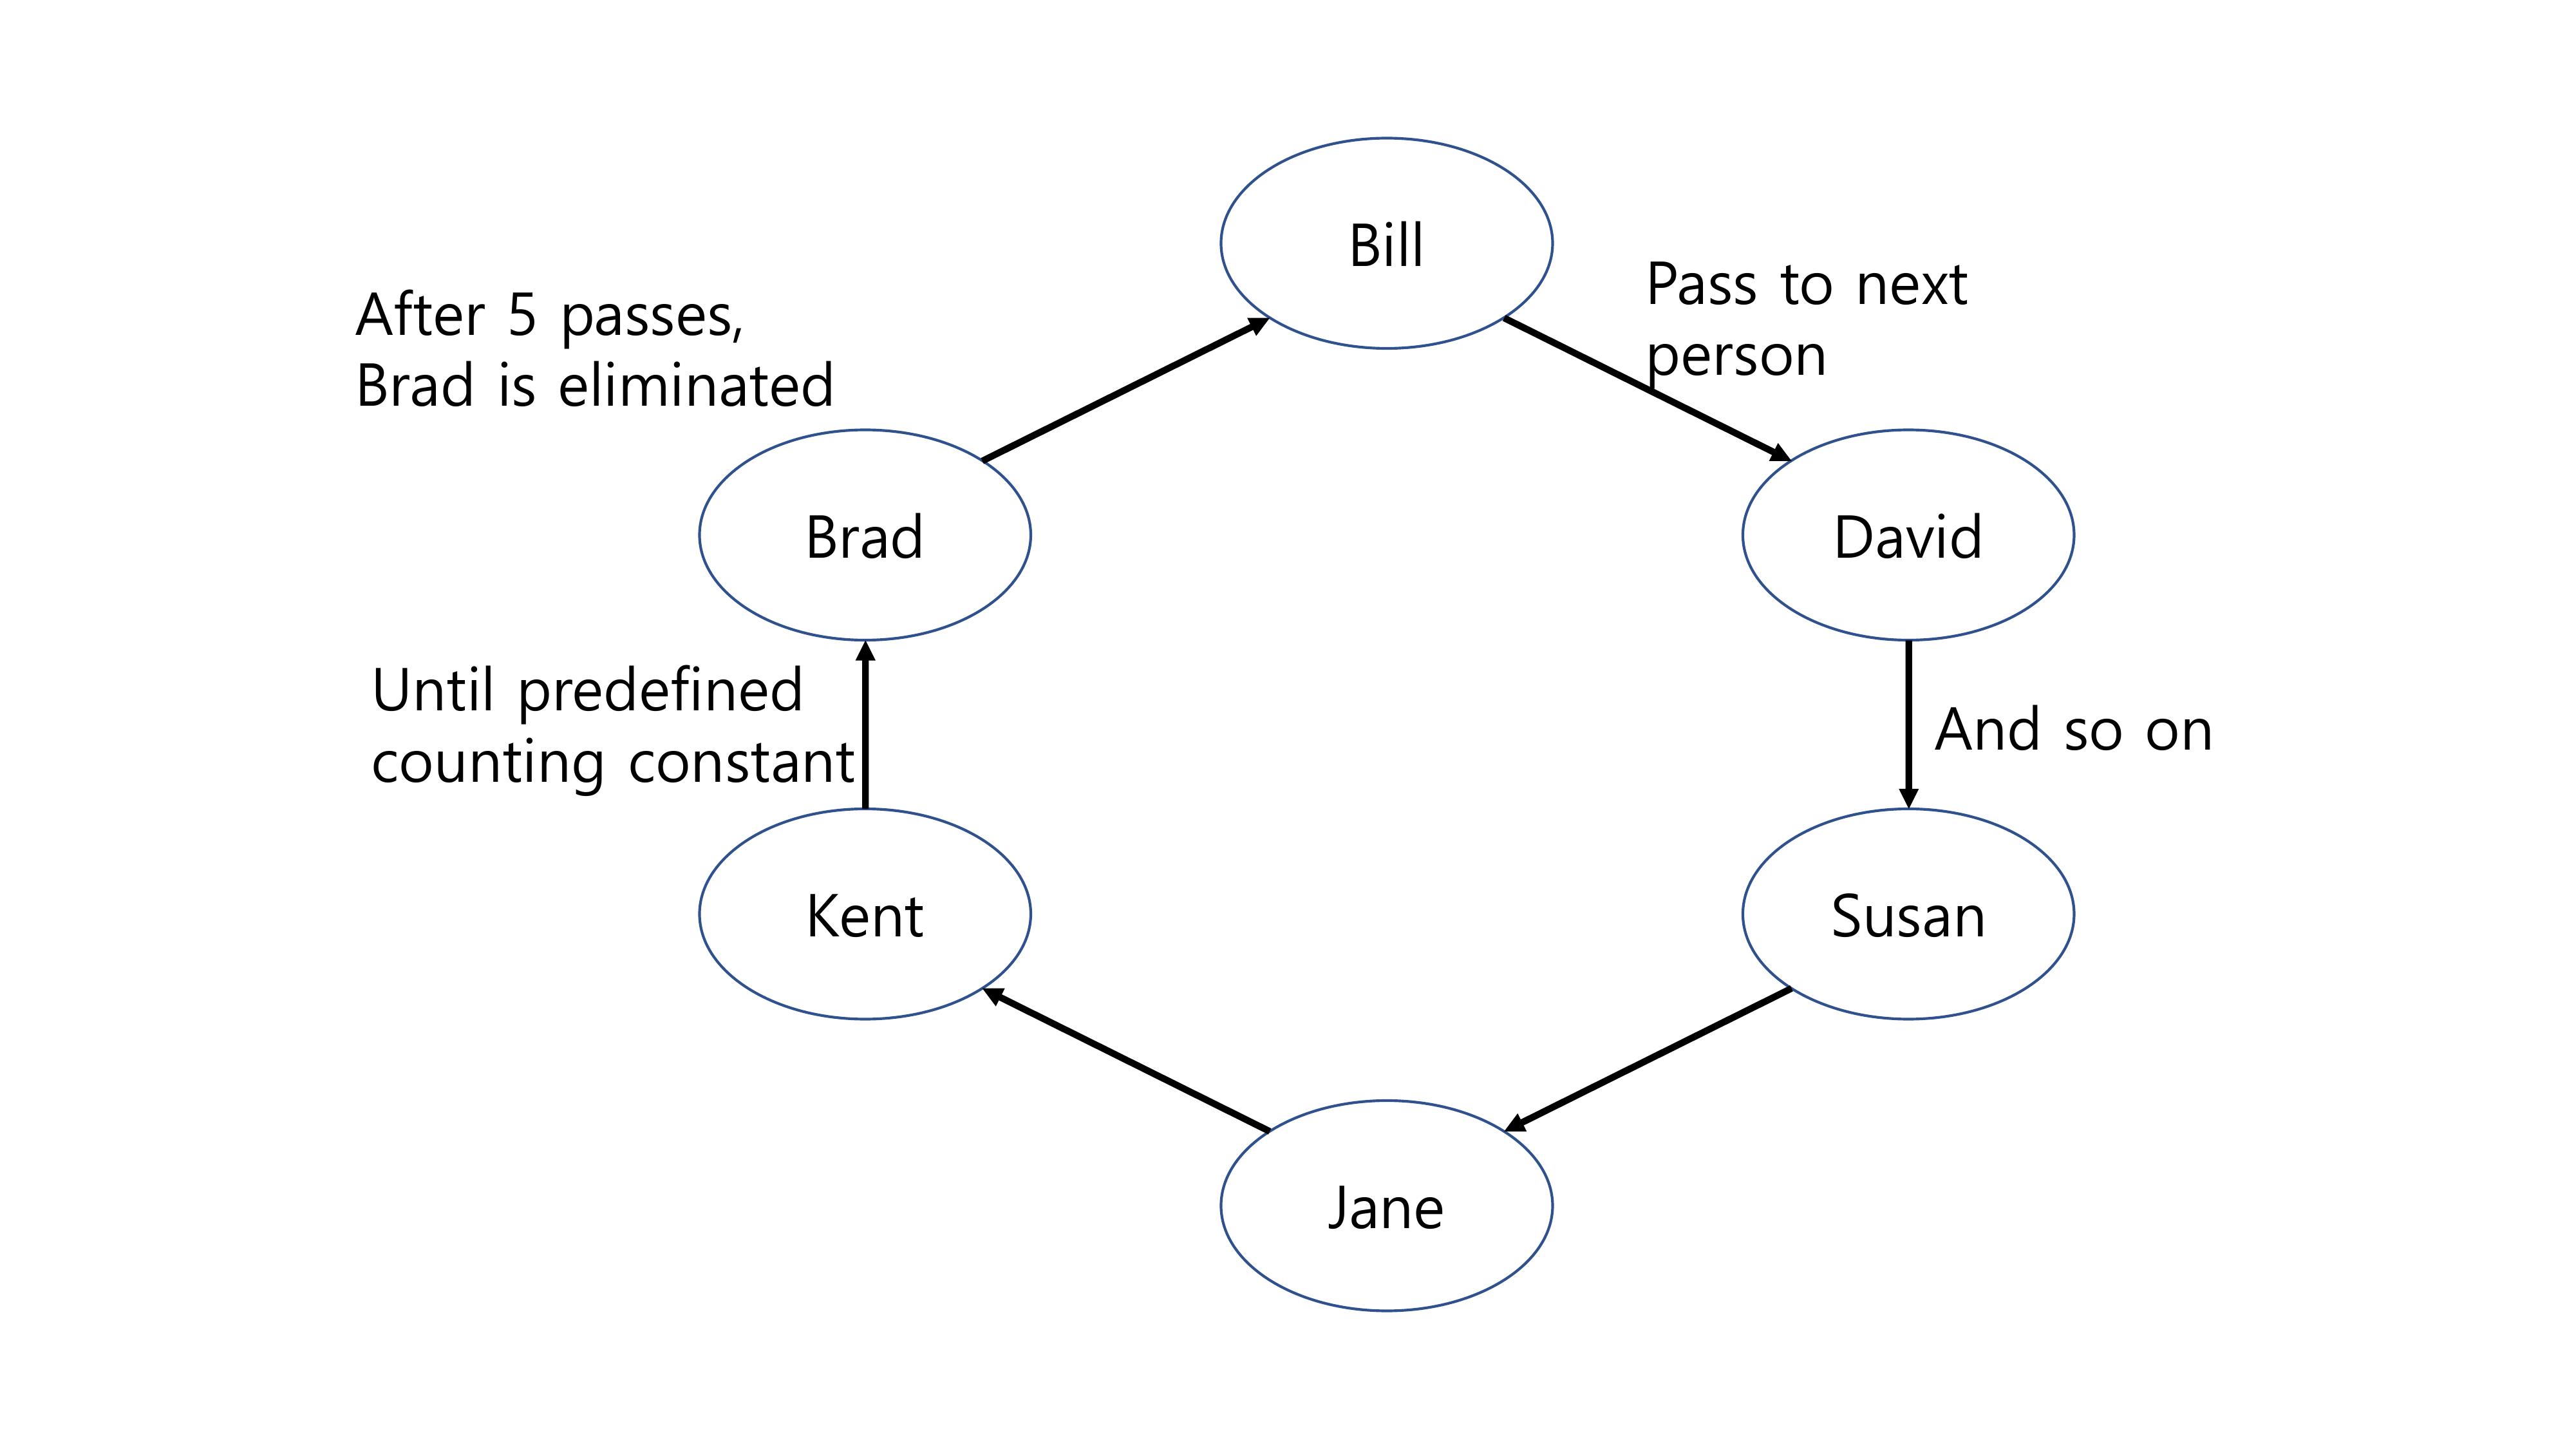 Bill
Pass to next
person
After 5 passes,
Brad is eliminated
Brad
David
Until predefined
counting constant
And so on
Kent
Susan
Jane